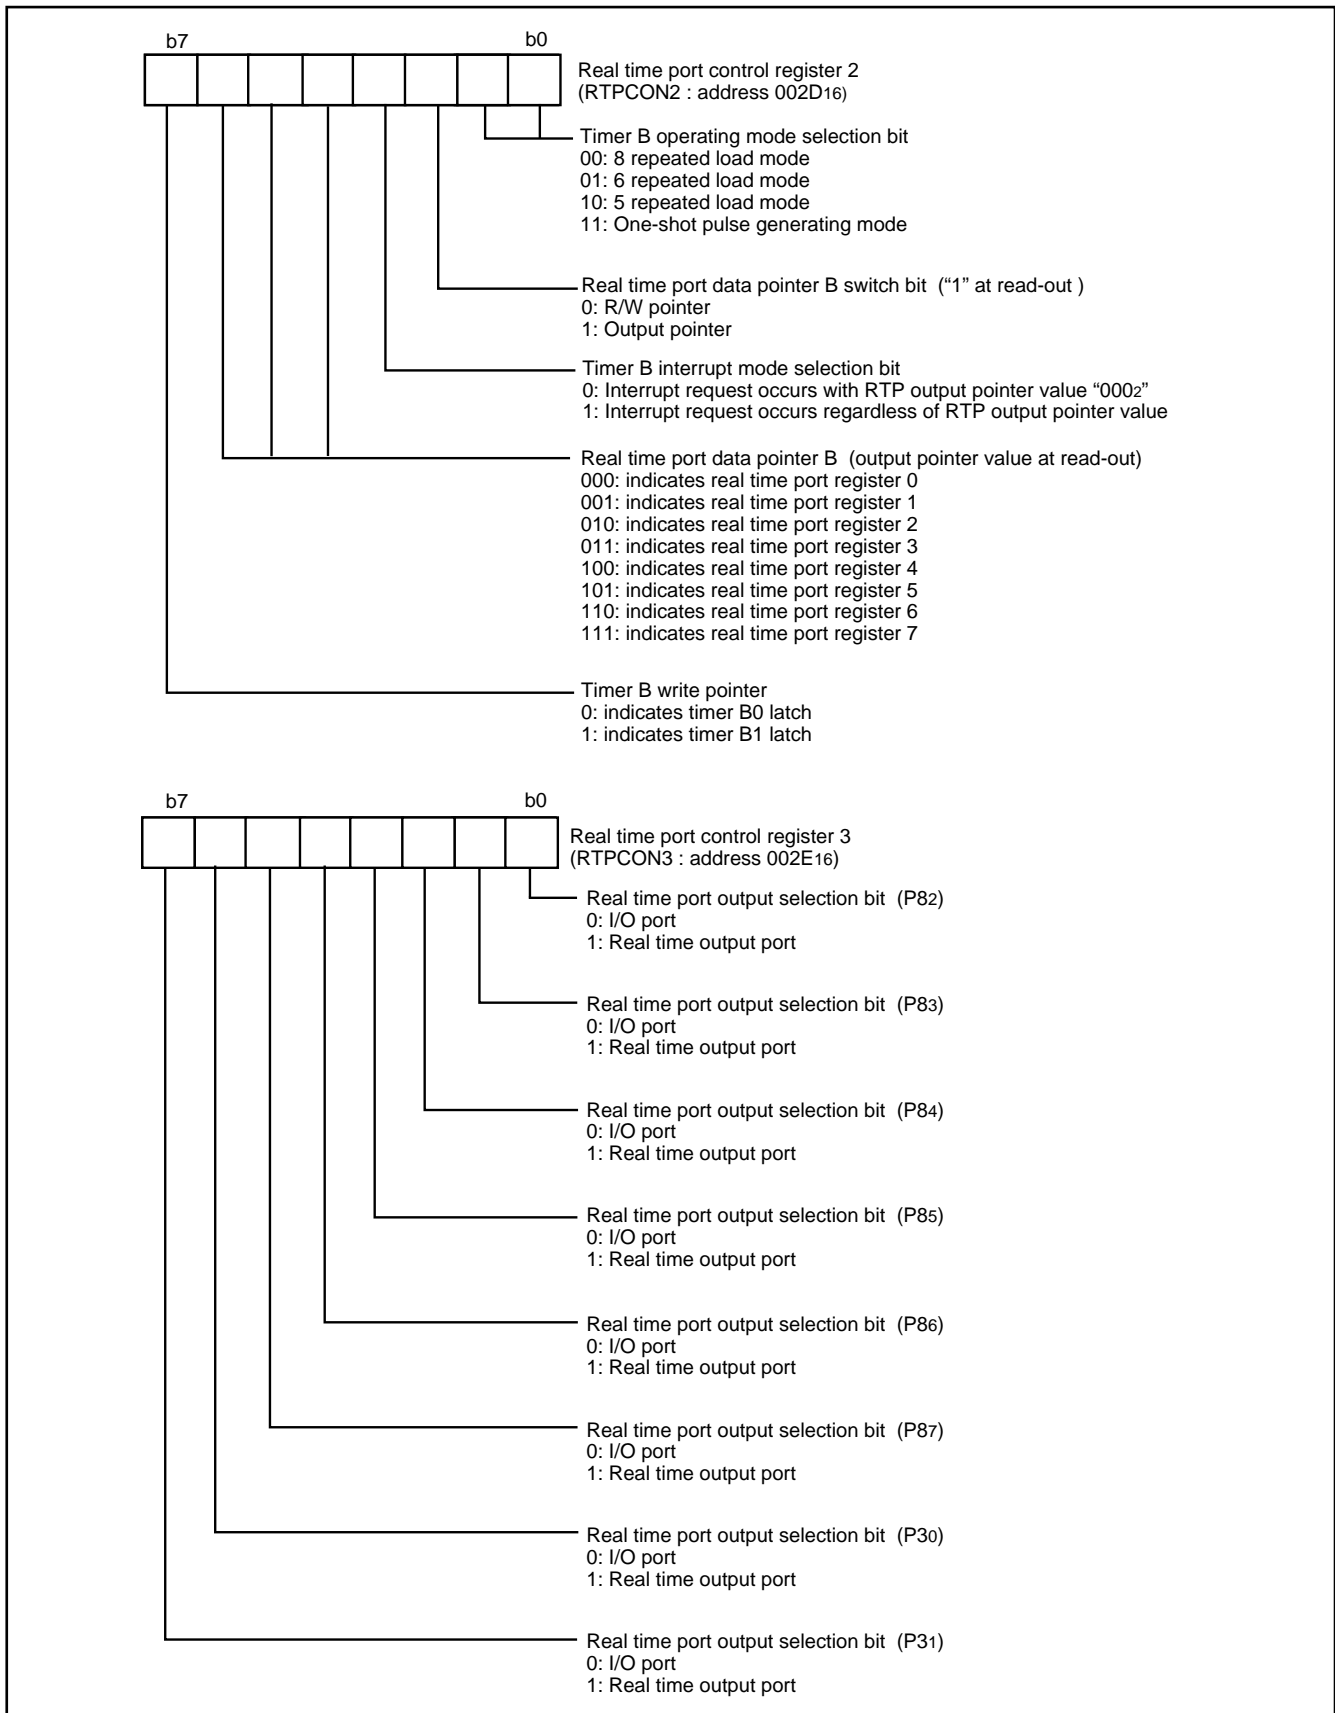 b7 b0
Real time port control register 2
(RTPCON2 : address 002D16)
Timer B operating mode selection bit
00: 8 repeated load mode
01: 6 repeated load mode
10: 5 repeated load mode
11: One-shot pulse generating mode
Real time port data pointer B switch bit (“1” at read-out )
0: R/W pointer
1: Output pointer
Timer B interrupt mode selection bit
0: Interrupt request occurs with RTP output pointer value “0002”
1: Interrupt request occurs regardless of RTP output pointer value
Real time port data pointer B (output pointer value at read-out)
000: indicates real time port register 0
001: indicates real time port register 1
010: indicates real time port register 2
011: indicates real time port register 3
100: indicates real time port register 4
101: indicates real time port register 5
110: indicates real time port register 6
111: indicates real time port register 7
Timer B write pointer
0: indicates timer B0 latch
1: indicates timer B1 latch
b7 b0
Real time port control register 3
(RTPCON3 : address 002E16)
Real time port output selection bit (P82)
0: I/O port
1: Real time output port
Real time port output selection bit (P83)
0: I/O port
1: Real time output port
Real time port output selection bit (P84)
0: I/O port
1: Real time output port
Real time port output selection bit (P85)
0: I/O port
1: Real time output port
Real time port output selection bit (P86)
0: I/O port
1: Real time output port
Real time port output selection bit (P87)
0: I/O port
1: Real time output port
Real time port output selection bit (P30)
0: I/O port
1: Real time output port
Real time port output selection bit (P31)
0: I/O port
1: Real time output port